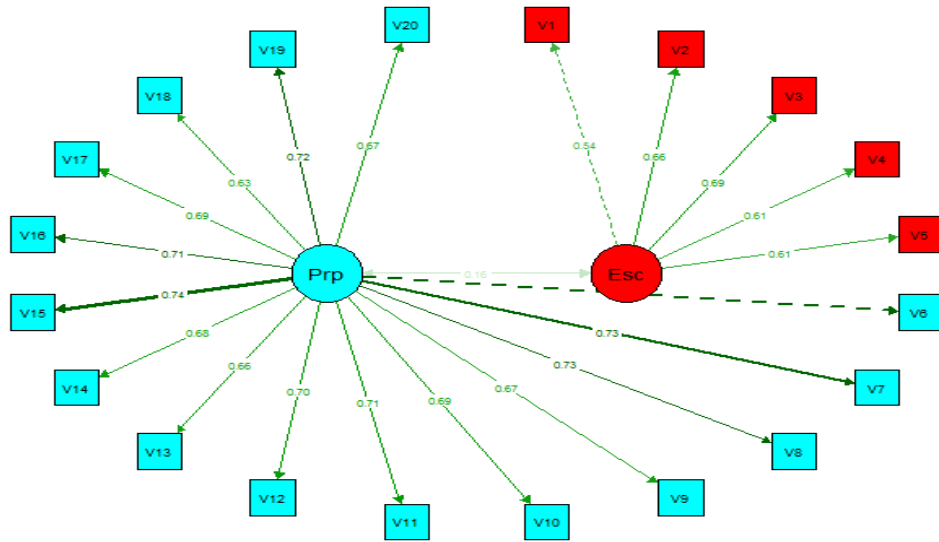 V20
V1
V19
V2
V18
V3
V17
V4
V16
V5
V15
V6
V14
V7
V13
V8
V12
V9
V11
V10
Prp
Esc
0.67
0.54
0.72
0.66
0.63
0.69
0.69
0.61
0.71
0.61
0.16
0.74
0.73
0.68
0.73
0.66
0.67
0.70
0.71
0.69